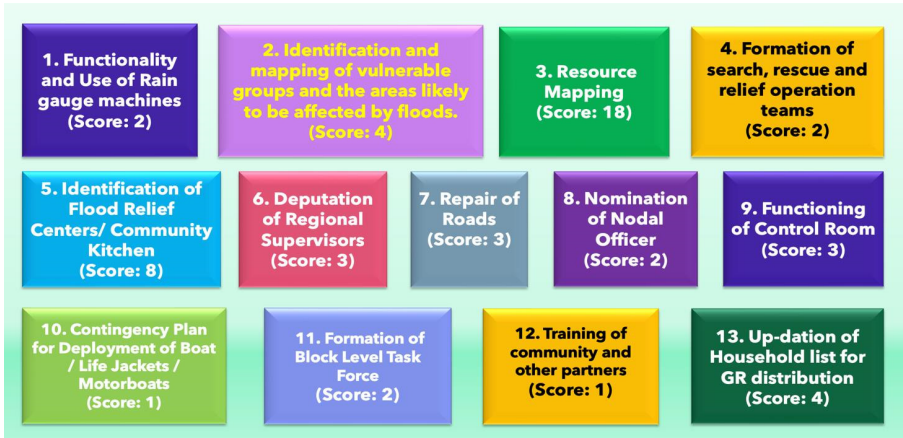 1. Functionality
and Use of Rain
gauge machines
(Score: 2)
2. Identification and
mapping of vulnerable
groups and the areas likely
to be affected by floods.
(Score: 4)
3. Resource
Mapping
(Score: 18)
4. Formation of
search, rescue and
relief operation
teams
(Score: 2)
5. Identification of
Flood Relief
Centers/ Community
Kitchen
(Score: 8)
6. Deputation
of Regional
Supervisors
(Score: 3)
7. Repair of
Roads
(Score: 3)
8. Nomination
of Nodal
Officer
(Score: 2)
9. Functioning
of Control Room
(Score: 3)
10. Contingency Plan
for Deployment of Boat
/ Life Jackets /
Motorboats
(Score: 1)
11. Formation of
Block Level Task
Force
(Score: 2)
12. Training of
community and
other partners
(Score: 1)
13. Up-dation of
Household list for
GR distribution
(Score: 4)